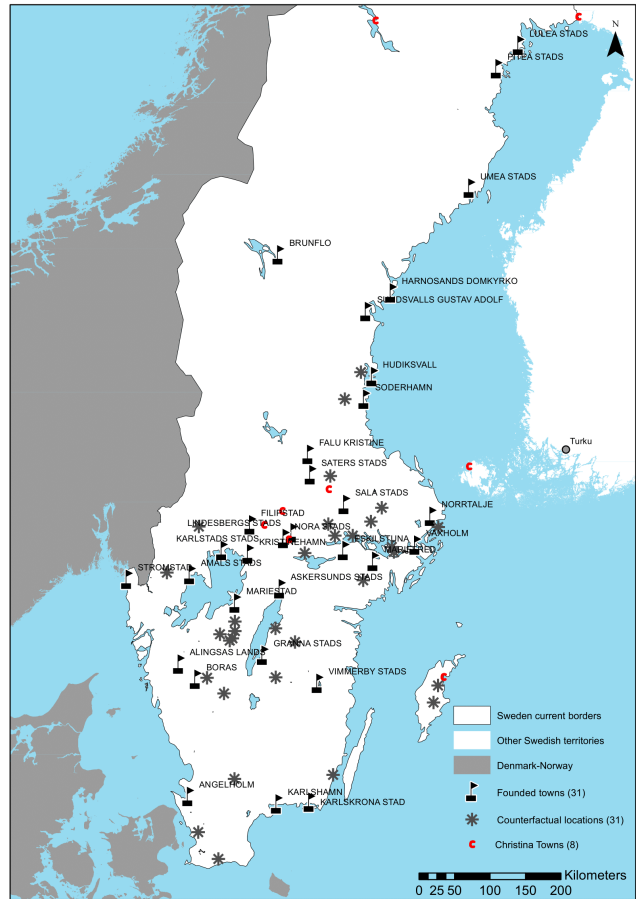 N
LULEA STADS
PITEA STADS
UMEA STADS
BRUNFLO
HARNOSANDS DOMKYRKO
SUNDSVALLS GUSTAV ADOLF
HUDIKSVALL
SODERHAMN
FALU KRISTINE
Turku
SATERS STADS
SALA STADS
NORRTALJE
FILIPSTAD
LINDESBERGS STADS
NORA STADS
VAXHOLM
KARLSTADS STADS
KRISTINEHAMN
ESKILSTUNA
MARIEFRED
STROMSTAD
AMALS STADS
ASKERSUNDS STADS
MARIESTAD
GRANNA STADS
ALINGSAS LANDS
BORAS
VIMMERBY STADS
Sweden current borders
Other Swedish territories
Denmark-Norway
ANGELHOLM
KARLSHAMN
KARLSKRONA STAD
Founded towns (31)
Counterfactual locations (31)
Christina Towns (8)
Kilometers
0 25 50 100 150 200